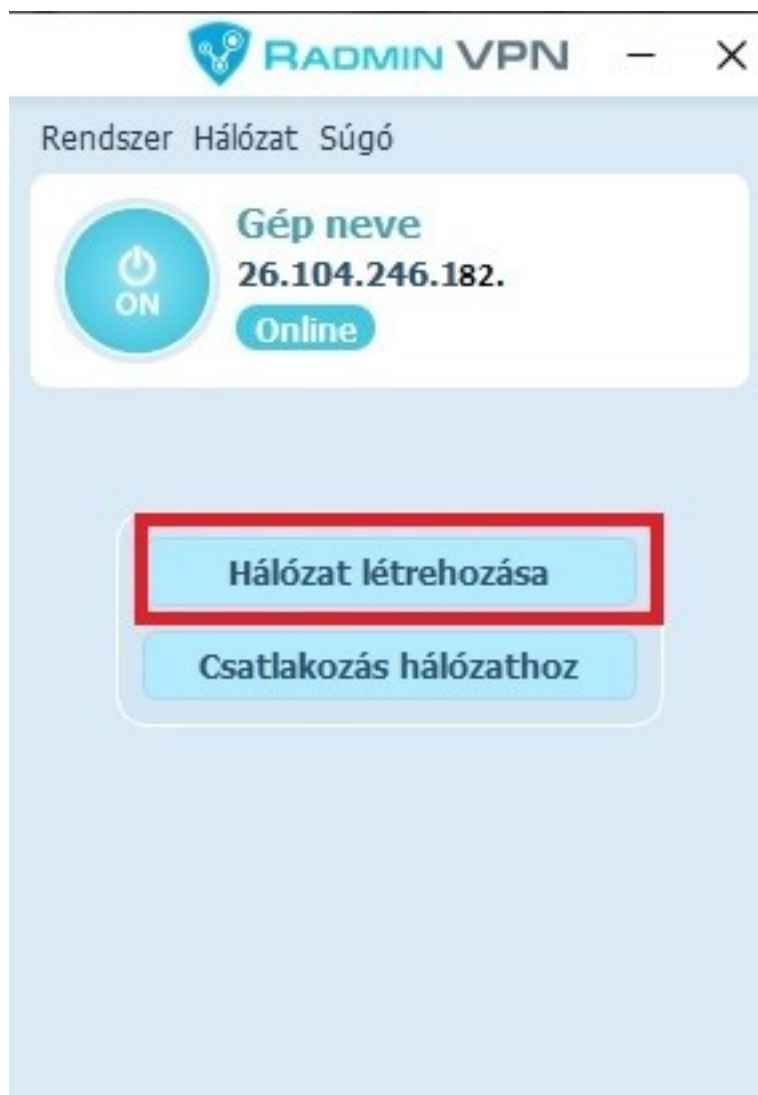 RADMIN VPN
Rendszer Hálózat Súgó
Gép neve
26.104.246.182.
ON
Online
Hálózat létrehozása
Csatlakozás hálózathoz